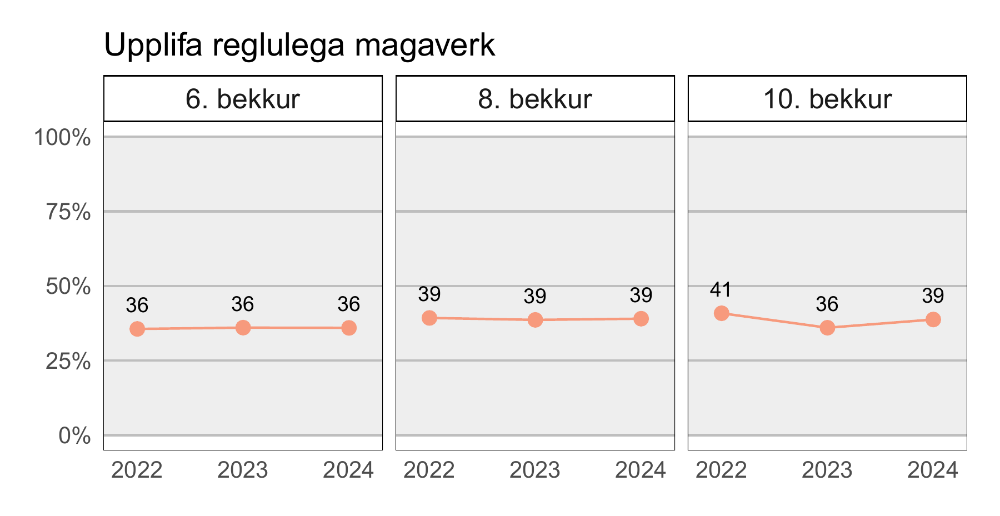 Upplifa reglulega magaverk
6. bekkur 8. bekkur 10. bekkur
100%
75%
50%
25%
0%
36 36 36
39 39 39
41 36 39
2022 2023 2024 2022 2023 2024 2022 2023 2024